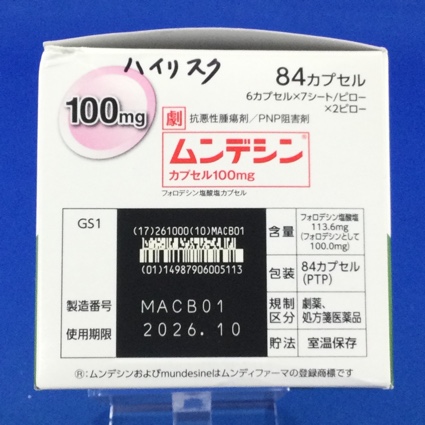 ハイリスク
100mg
84カプセル
6カプセル×7シート/ピロー
×2ピロー
劇 抗悪性腫瘍剤/PNP阻害剤
ムンデシン®
カプセル100mg
フォロデシン塩酸塩カプセル
GS1
(17)261000(10)MACB01
(01)14987906005113
製造番号 MACB01
使用期限 2026.10
含量 フォロデシン塩酸塩
113.6mg
(フォロデシンとして
100.0mg)
包装 84カプセル
(PTP)
規制
区分 劇薬、
処方箋医薬品
貯法 室温保存
®:ムンデシンおよびmundesineはムンディファーマの登録商標です